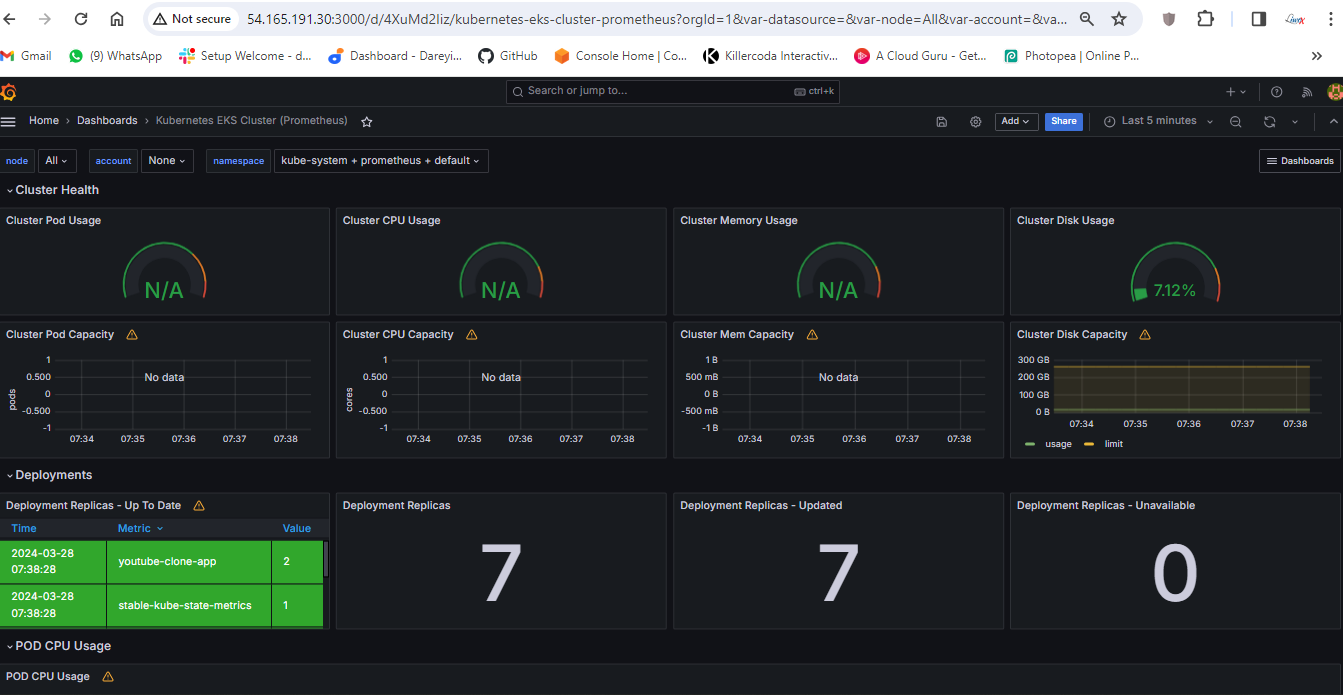 Not secure 54.165.191.30:3000/d/4XuMd2Iiz/kubernetes-eks-cluster-prometheus?orgId=1&var-datasource=&var-node=All&var-account=&va...
Gmail (9) WhatsApp Setup Welcome - d... Dashboard - Dareyi... GitHub Console Home | Co... Killercoda Interactiv... A Cloud Guru - Get... Photopea | Online P... »
Search or jump to... ctrl+k
Home › Dashboards › Kubernetes EKS Cluster (Prometheus) Add Share Last 5 minutes
node All account None namespace kube-system + prometheus + default Dashboards
Cluster Health
Cluster Pod Usage Cluster CPU Usage Cluster Memory Usage Cluster Disk Usage
N/A N/A N/A 7.12%
Cluster Pod Capacity Cluster CPU Capacity Cluster Mem Capacity Cluster Disk Capacity
pods
1
0.500
0
-0.500
-1
No data
07:34 07:35 07:36 07:37 07:38
cores
1
0.500
0
-0.500
-1
No data
07:34 07:35 07:36 07:37 07:38
1 B
500 mB
0 B
-500 mB
-1 B
No data
07:34 07:35 07:36 07:37 07:38
300 GB
200 GB
100 GB
0 B
07:34 07:35 07:36 07:37 07:38
usage limit
Deployments
Deployment Replicas - Up To Date Deployment Replicas Deployment Replicas - Updated Deployment Replicas - Unavailable
Time Metric Value
2024-03-28
07:38:28 youtube-clone-app 2
2024-03-28
07:38:28 stable-kube-state-metrics 1
7 7 0
POD CPU Usage
POD CPU Usage